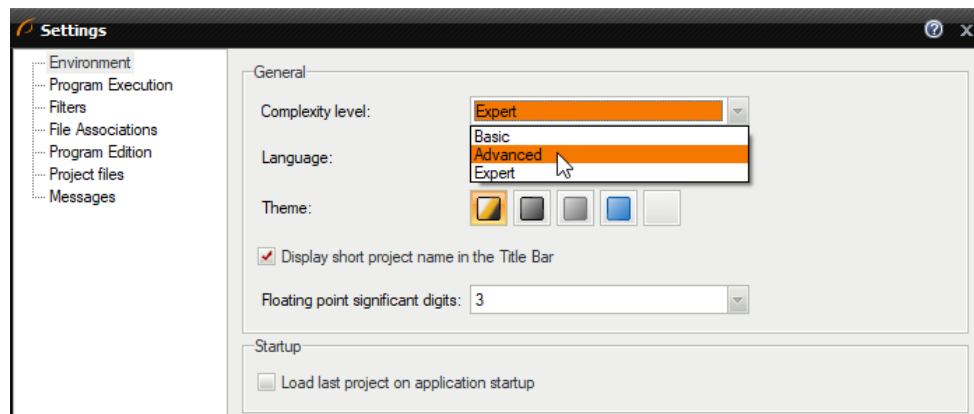 Settings
Environment
Program Execution
Filters
File Associations
Program Edition
Project files
Messages
General
Complexity level: Expert
Basic
Advanced
Expert
Language:
Theme:
Display short project name in the Title Bar
Floating point significant digits: 3
Startup
Load last project on application startup